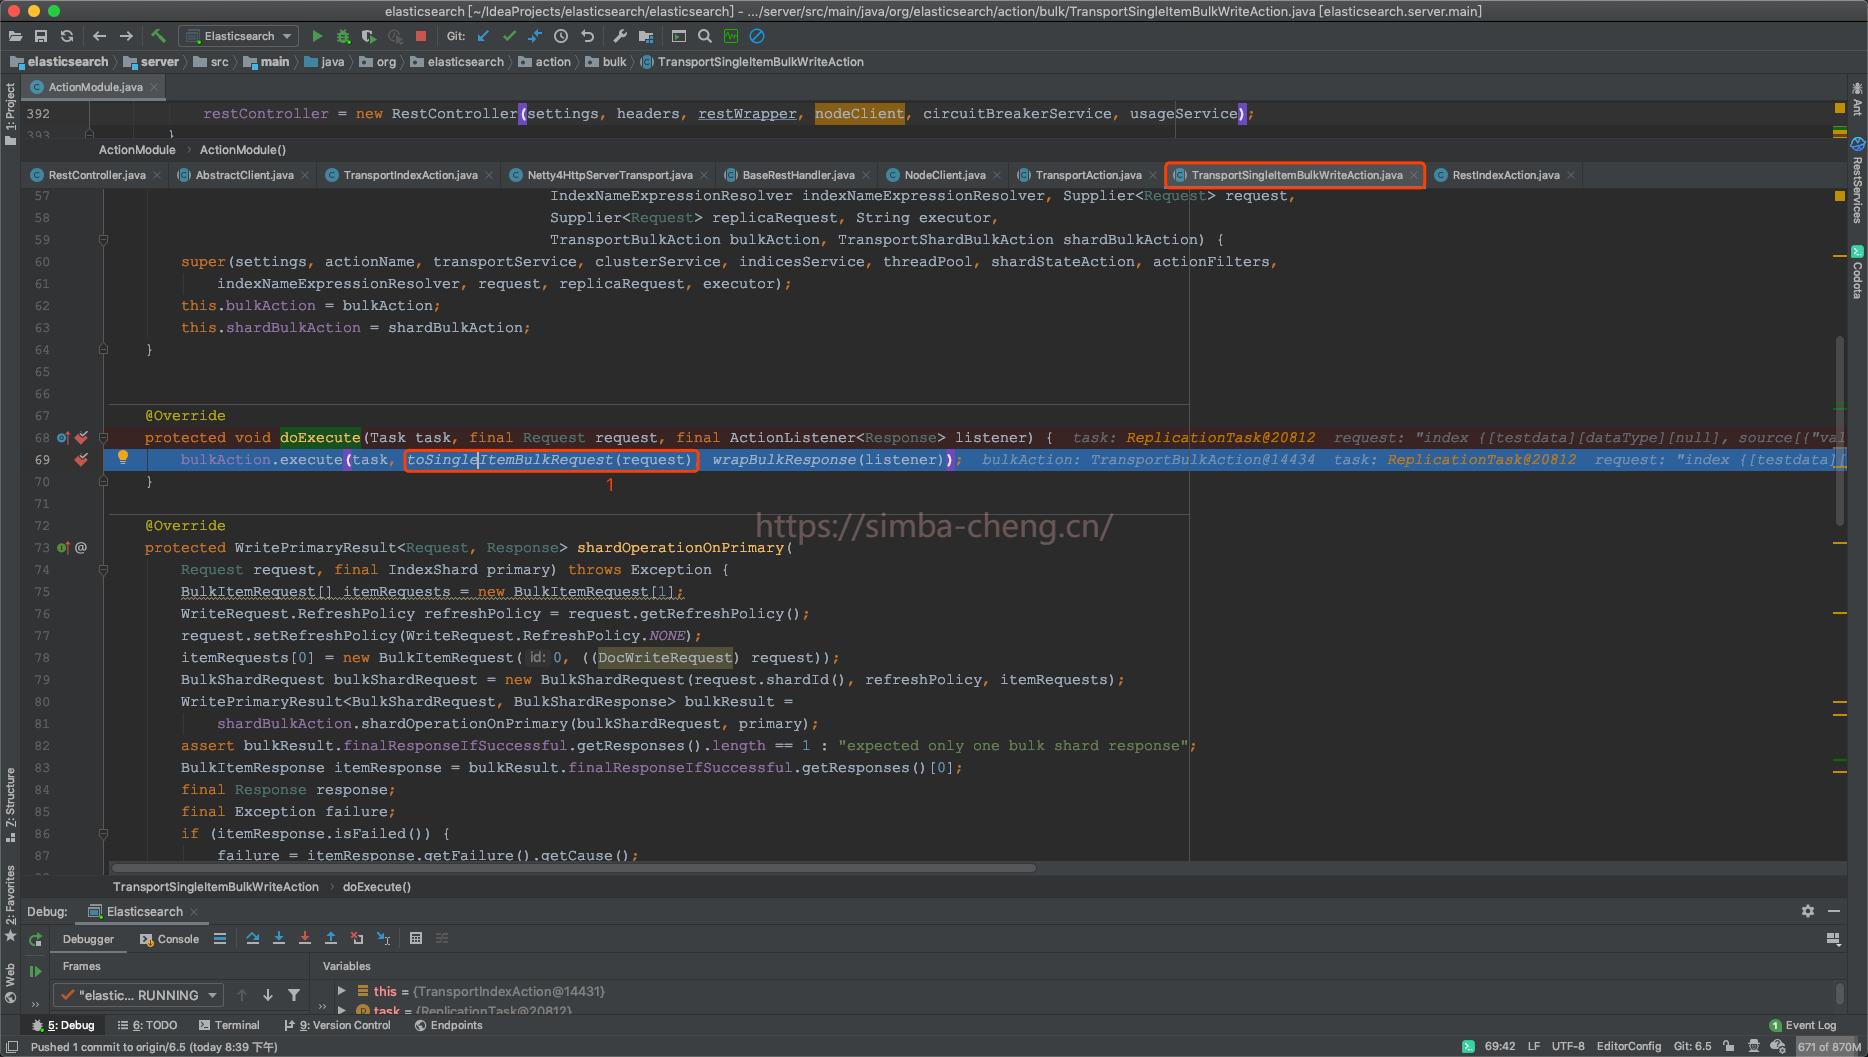 elasticsearch [~/IdeaProjects/elasticsearch/elasticsearch] - .../server/src/main/java/org/elasticsearch/action/bulk/TransportSingleItemBulkWriteAction.java [elasticsearch.server.main]
Elasticsearch Git:
elasticsearch server src main java org elasticsearch action bulk TransportSingleItemBulkWriteAction
ActionModule.java
392 restController = new RestController(settings, headers, restWrapper, nodeClient, circuitBreakerService, usageService);
393 }
ActionModule ActionModule()
RestController.java AbstractClient.java TransportIndexAction.java Netty4HttpServerTransport.java BaseRestHandler.java NodeClient.java TransportAction.java TransportSingleItemBulkWriteAction.java RestIndexAction.java
57 IndexNameExpressionResolver indexNameExpressionResolver, Supplier<Request> request,
58 Supplier<Request> replicaRequest, String executor,
59 TransportBulkAction bulkAction, TransportShardBulkAction shardBulkAction) {
60 super(settings, actionName, transportService, clusterService, indicesService, threadPool, shardStateAction, actionFilters,
61 indexNameExpressionResolver, request, replicaRequest, executor);
62 this.bulkAction = bulkAction;
63 this.shardBulkAction = shardBulkAction;
64 }
65
66
67 @Override
68 protected void doExecute(Task task, final Request request, final ActionListener<Response> listener) { task: ReplicationTask@20812 request: "index {[testdata][dataType][null], source[{"val
69 bulkAction.execute(task, toSingleItemBulkRequest(request) wrapBulkResponse(listener)); bulkAction: TransportBulkAction@14434 task: ReplicationTask@20812 request: "index {[testdata][
70 }
1
71
72 @Override
https://simba-cheng.cn/
73 @ protected WritePrimaryResult<Request, Response> shardOperationOnPrimary(
74 Request request, final IndexShard primary) throws Exception {
75 BulkItemRequest[] itemRequests = new BulkItemRequest[1];
76 WriteRequest.RefreshPolicy refreshPolicy = request.getRefreshPolicy();
77 request.setRefreshPolicy(WriteRequest.RefreshPolicy.NONE);
78 itemRequests[0] = new BulkItemRequest( id: 0, ((DocWriteRequest) request));
79 BulkShardRequest bulkShardRequest = new BulkShardRequest(request.shardId(), refreshPolicy, itemRequests);
80 WritePrimaryResult<BulkShardRequest, BulkShardResponse> bulkResult =
81 shardBulkAction.shardOperationOnPrimary(bulkShardRequest, primary);
82 assert bulkResult.finalResponseIfSuccessful.getResponses().length == 1 : "expected only one bulk shard response";
83 BulkItemResponse itemResponse = bulkResult.finalResponseIfSuccessful.getResponses()[0];
84 final Response response;
85 final Exception failure;
86 if (itemResponse.isFailed()) {
87 failure = itemResponse.getFailure().getCause();
TransportSingleItemBulkWriteAction doExecute()
Debug: Elasticsearch
Debugger Console
Frames Variables
"elastic... RUNNING this = {TransportIndexAction@14431}
task = {ReplicationTask@20812}
5: Debug 6: TODO Terminal 9: Version Control Endpoints 1 Event Log
Pushed 1 commit to origin/6.5 (today 8:39 下午) 69:42 LF UTF-8 EditorConfig Git: 6.5 671 of 870M
1: Project
7: Structure
2: Favorites
Web
Ant
RestServices
Codota